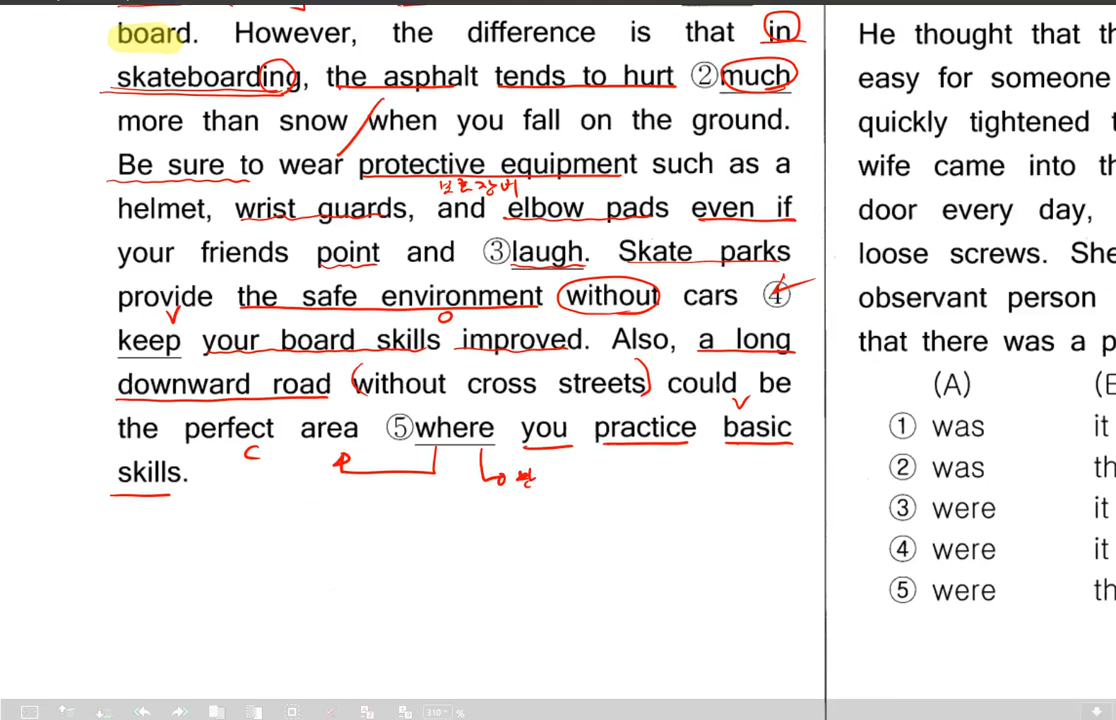 board. However, the difference is that in
skateboarding, the asphalt tends to hurt ②much
more than snow when you fall on the ground.
Be sure to wear protective equipment such as a
보호장비
helmet, wrist guards, and elbow pads even if
your friends point and ③laugh. Skate parks
provide the safe environment without cars ④
keep your board skills improved. Also, a long
downward road (without cross streets) could be
the perfect area ⑤where you practice basic
skills.
He thought that th
easy for someone
quickly tightened t
wife came into th
door every day,
loose screws. She
observant person
that there was a p
(A) (B
① was it
② was th
③ were it
④ were it
⑤ were th
310 %